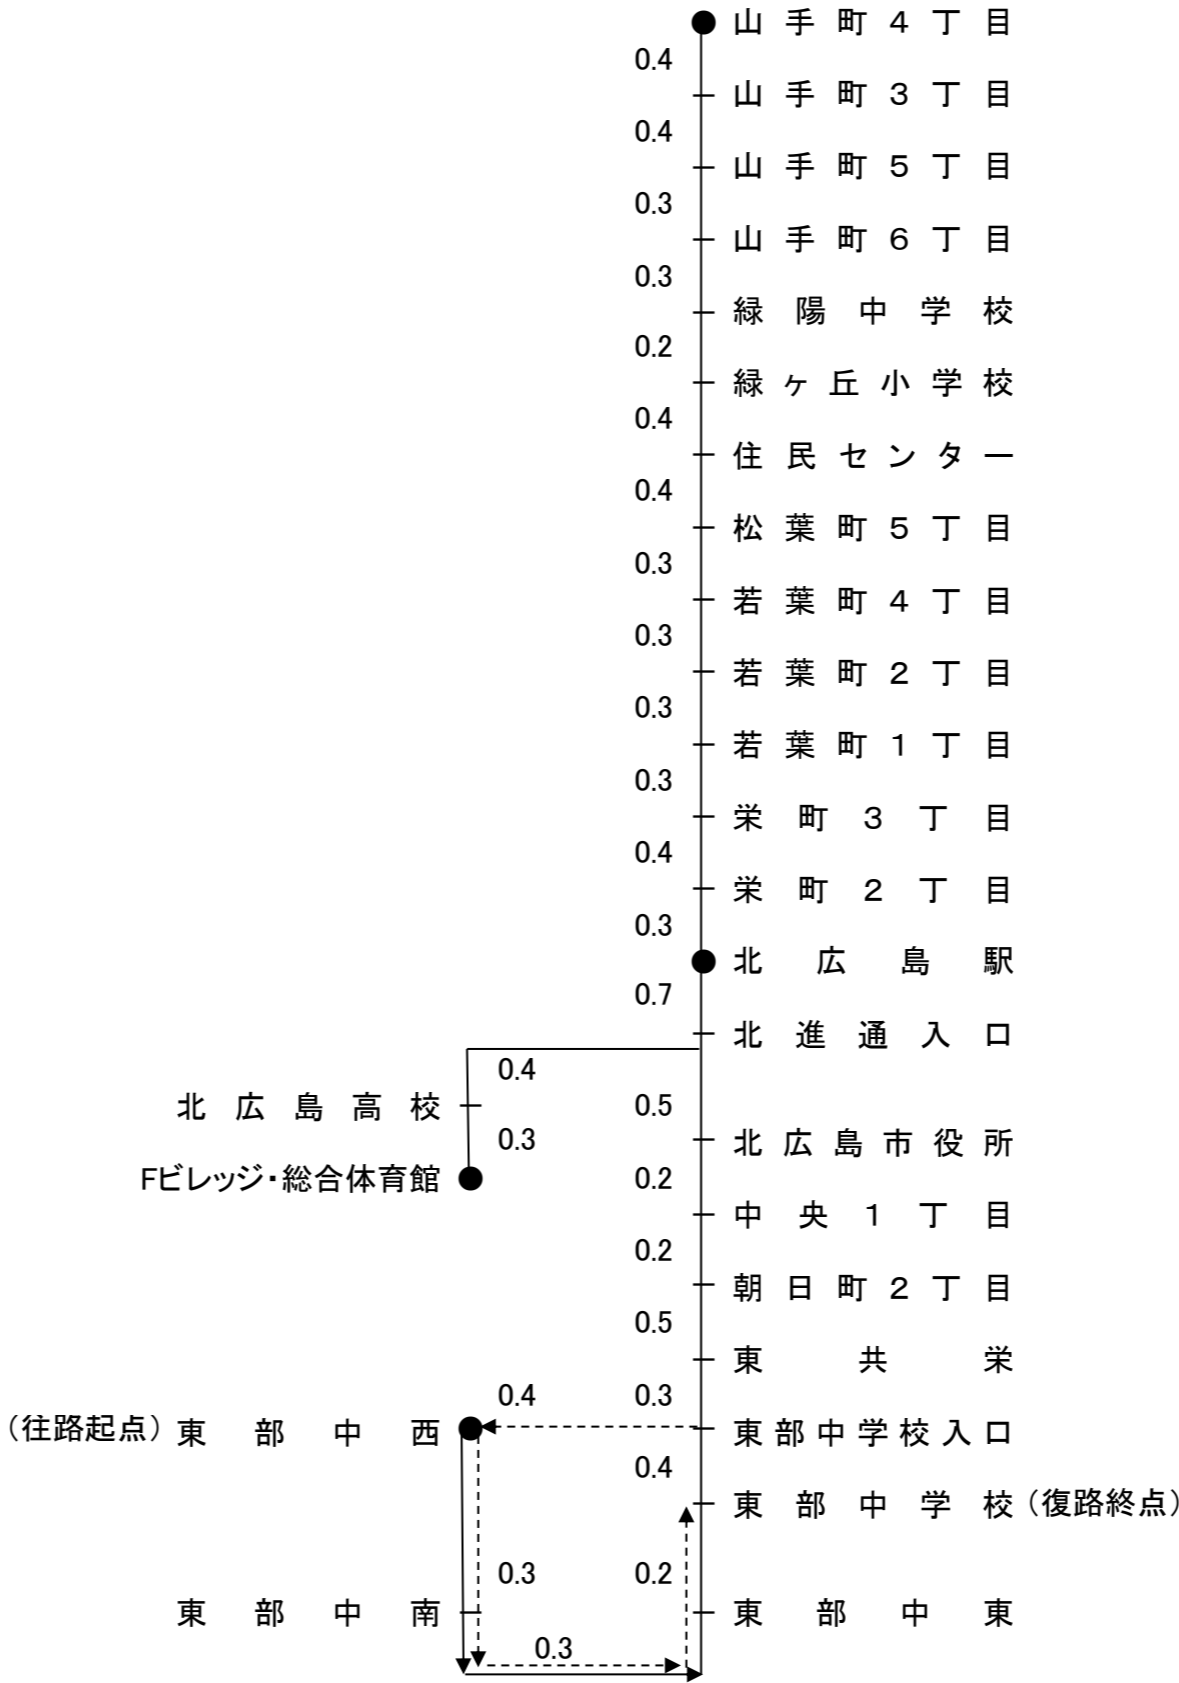 山手町４丁目
0.4
山手町３丁目
0.4
山手町５丁目
0.3
山手町６丁目
0.3
緑陽中学校
0.2
緑ヶ丘小学校
0.4
住民センター
0.4
松葉町５丁目
0.3
若葉町４丁目
0.3
若葉町２丁目
0.3
若葉町１丁目
0.3
栄町３丁目
0.4
栄町２丁目
0.3
北広島駅
0.7
北進通入口
0.4
北広島高校
0.5
0.3
北広島市役所
Fビレッジ・総合体育館
0.2
中央１丁目
0.2
朝日町２丁目
0.5
東共栄
0.4
0.3
（往路起点）東部中西
東部中学校入口
0.4
東部中学校（復路終点）
0.3
0.2
東部中南
東部中東
0.3